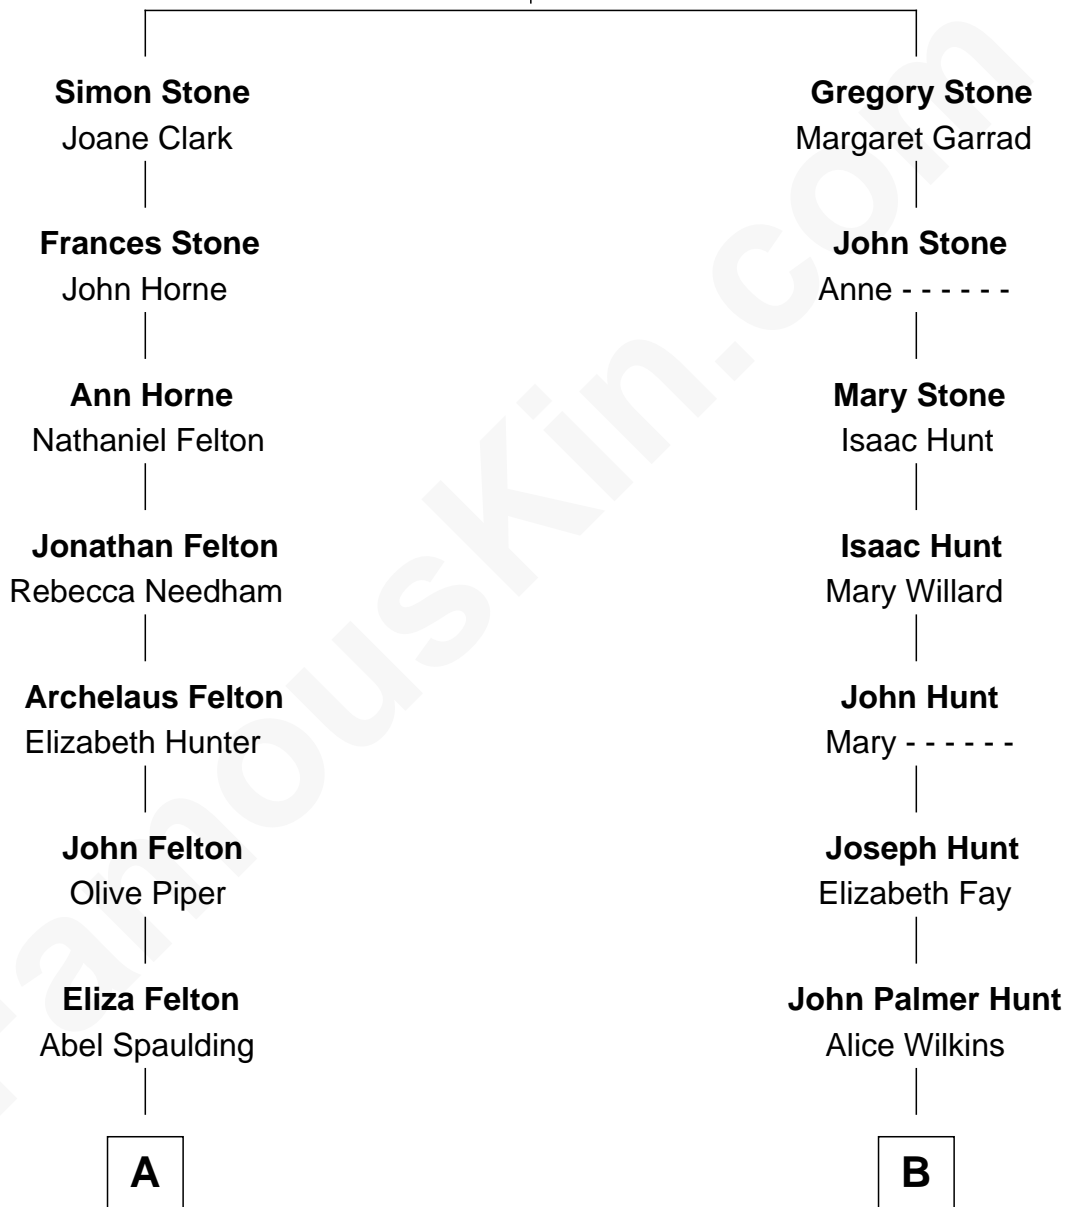 Simon Stone
Joane Clark
Frances Stone
John Horne
Ann Horne
Nathaniel Felton
Jonathan Felton
Rebecca Needham
Archelaus Felton
Elizabeth Hunter
John Felton
Olive Piper
Eliza Felton
Abel Spaulding
A
Gregory Stone
Margaret Garrad
John Stone
Anne - - - - - -
Mary Stone
Isaac Hunt
Isaac Hunt
Mary Willard
John Hunt
Mary - - - - - -
Joseph Hunt
Elizabeth Fay
John Palmer Hunt
Alice Wilkins
B
FamousKin.com